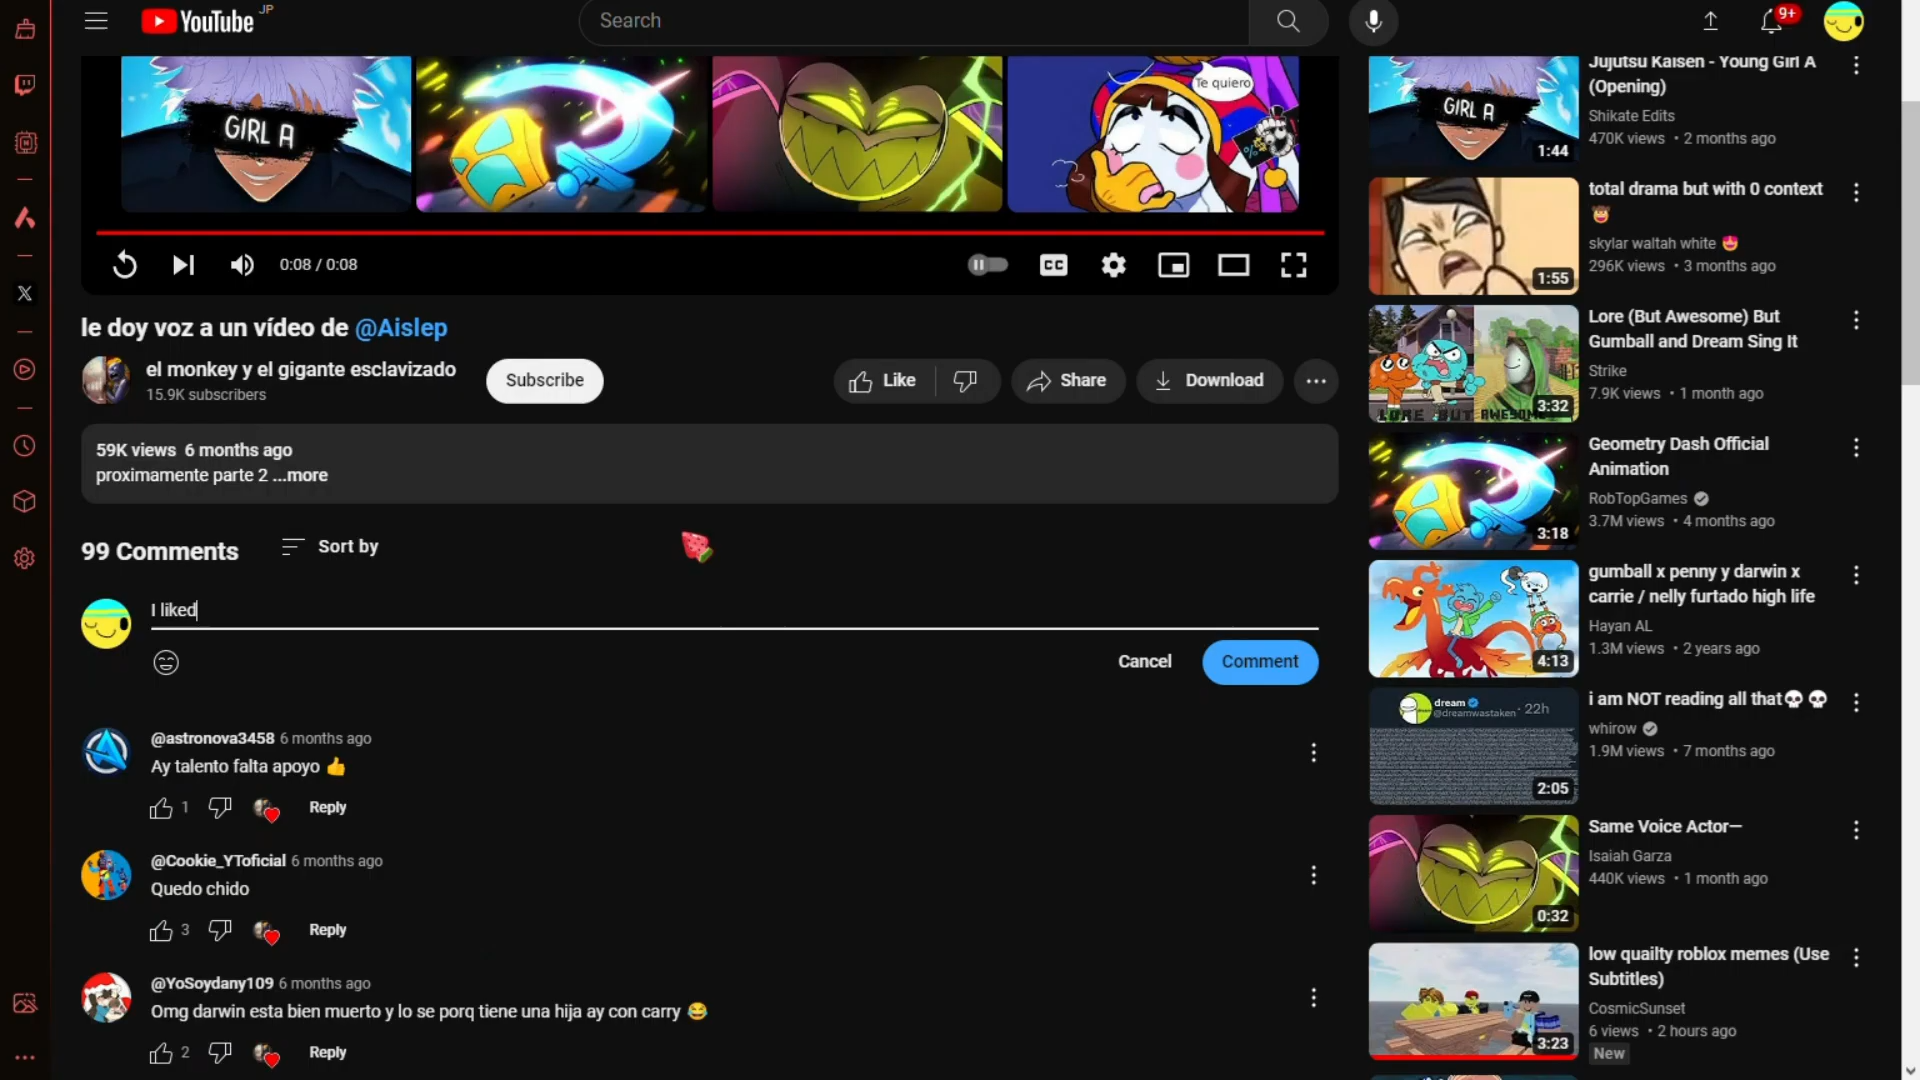 YouTube JP
Search
9+
GIRL A
Te quiero
0:08 / 0:08
CC
le doy voz a un vídeo de @Aislep
el monkey y el gigante esclavizado
15.9K subscribers
Subscribe
Like
Share
Download
59K views 6 months ago
proximamente parte 2 ...more
99 Comments
Sort by
I liked
Cancel
Comment
@astronova3458 6 months ago
Ay talento falta apoyo 👍
1
Reply
@Cookie_YToficial 6 months ago
Quedo chido
3
Reply
@YoSoydany109 6 months ago
Omg darwin esta bien muerto y lo se porq tiene una hija ay con carry 😂
2
Reply
GIRL A
1:44
Jujutsu Kaisen - Young Girl A
(Opening)
Shikate Edits
470K views • 2 months ago
1:55
total drama but with 0 context
🤠
skylar waltah white 😍
296K views • 3 months ago
LORE BUT AWESOME
3:32
Lore (But Awesome) But
Gumball and Dream Sing It
Strike
7.9K views • 1 month ago
3:18
Geometry Dash Official
Animation
RobTopGames
3.7M views • 4 months ago
4:13
gumball x penny y darwin x
carrie / nelly furtado high life
Hayan AL
1.3M views • 2 years ago
dream
@dreamwastaken · 22h
2:05
i am NOT reading all that💀💀
whirow
1.9M views • 7 months ago
0:32
Same Voice Actor—
Isaiah Garza
440K views • 1 month ago
3:23
low quailty roblox memes (Use
Subtitles)
CosmicSunset
6 views • 2 hours ago
New